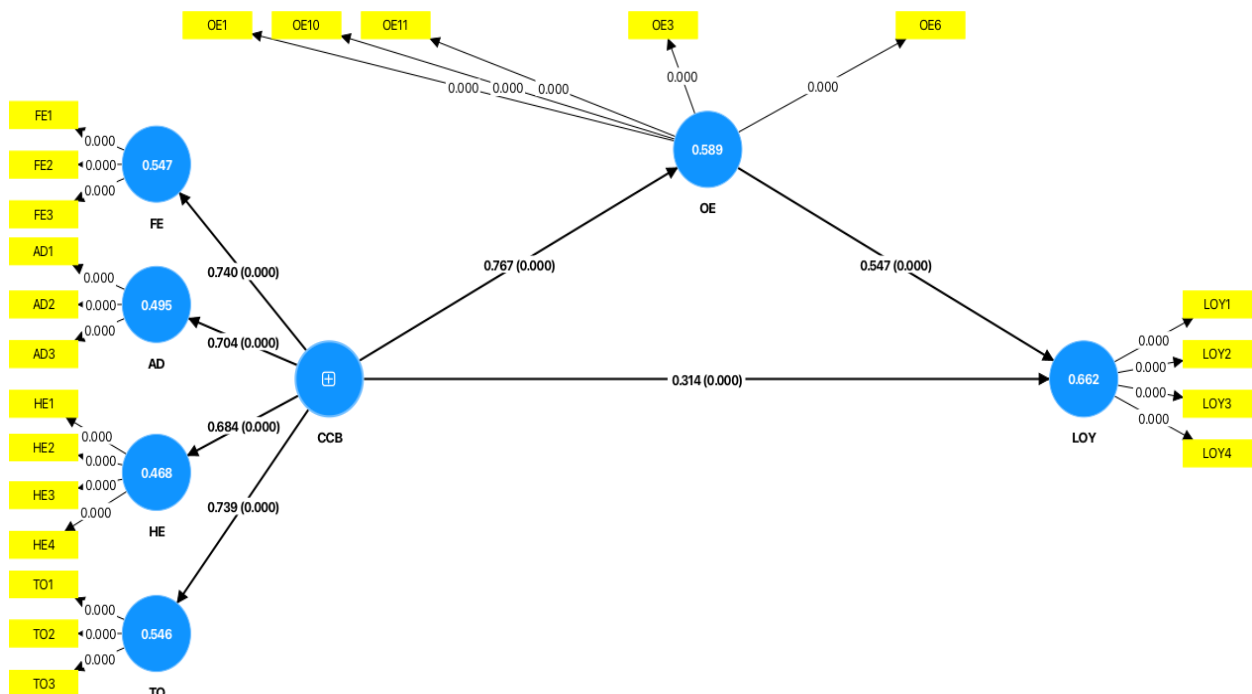 OE1
OE10
OE11
OE3
OE6
0.000
0.000
0.000
0.000
0.000
0.589
OE
FE1
FE2
FE3
0.000
0.000
0.000
0.547
FE
AD1
AD2
AD3
0.000
0.000
0.000
0.495
AD
HE1
HE2
HE3
HE4
0.000
0.000
0.000
0.000
0.468
HE
TO1
TO2
TO3
0.000
0.000
0.000
0.546
TO
0.740 (0.000)
0.704 (0.000)
0.684 (0.000)
0.739 (0.000)
CCB
0.767 (0.000)
0.547 (0.000)
0.314 (0.000)
0.662
LOY
0.000
0.000
0.000
0.000
LOY1
LOY2
LOY3
LOY4